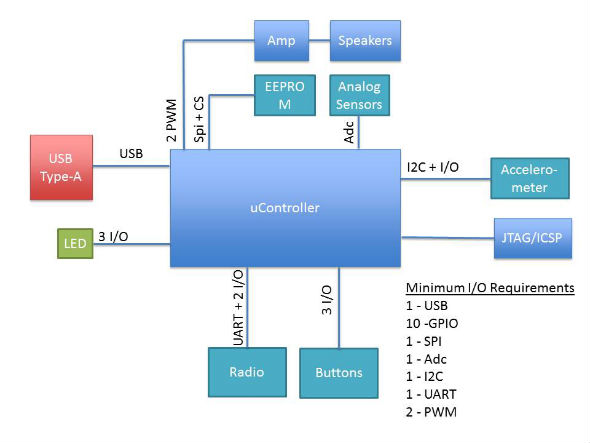 Amp
Speakers
2 PWM
Spi + CS
EEPRO
M
Analog
Sensors
Adc
USB
Type-A
USB
uController
I2C + I/O
Accelero-
meter
LED
3 I/O
JTAG/ICSP
UART + 2 I/O
3 I/O
Radio
Buttons
Minimum I/O Requirements
1 - USB
10 -GPIO
1 - SPI
1 - Adc
1 - I2C
1 - UART
2 - PWM